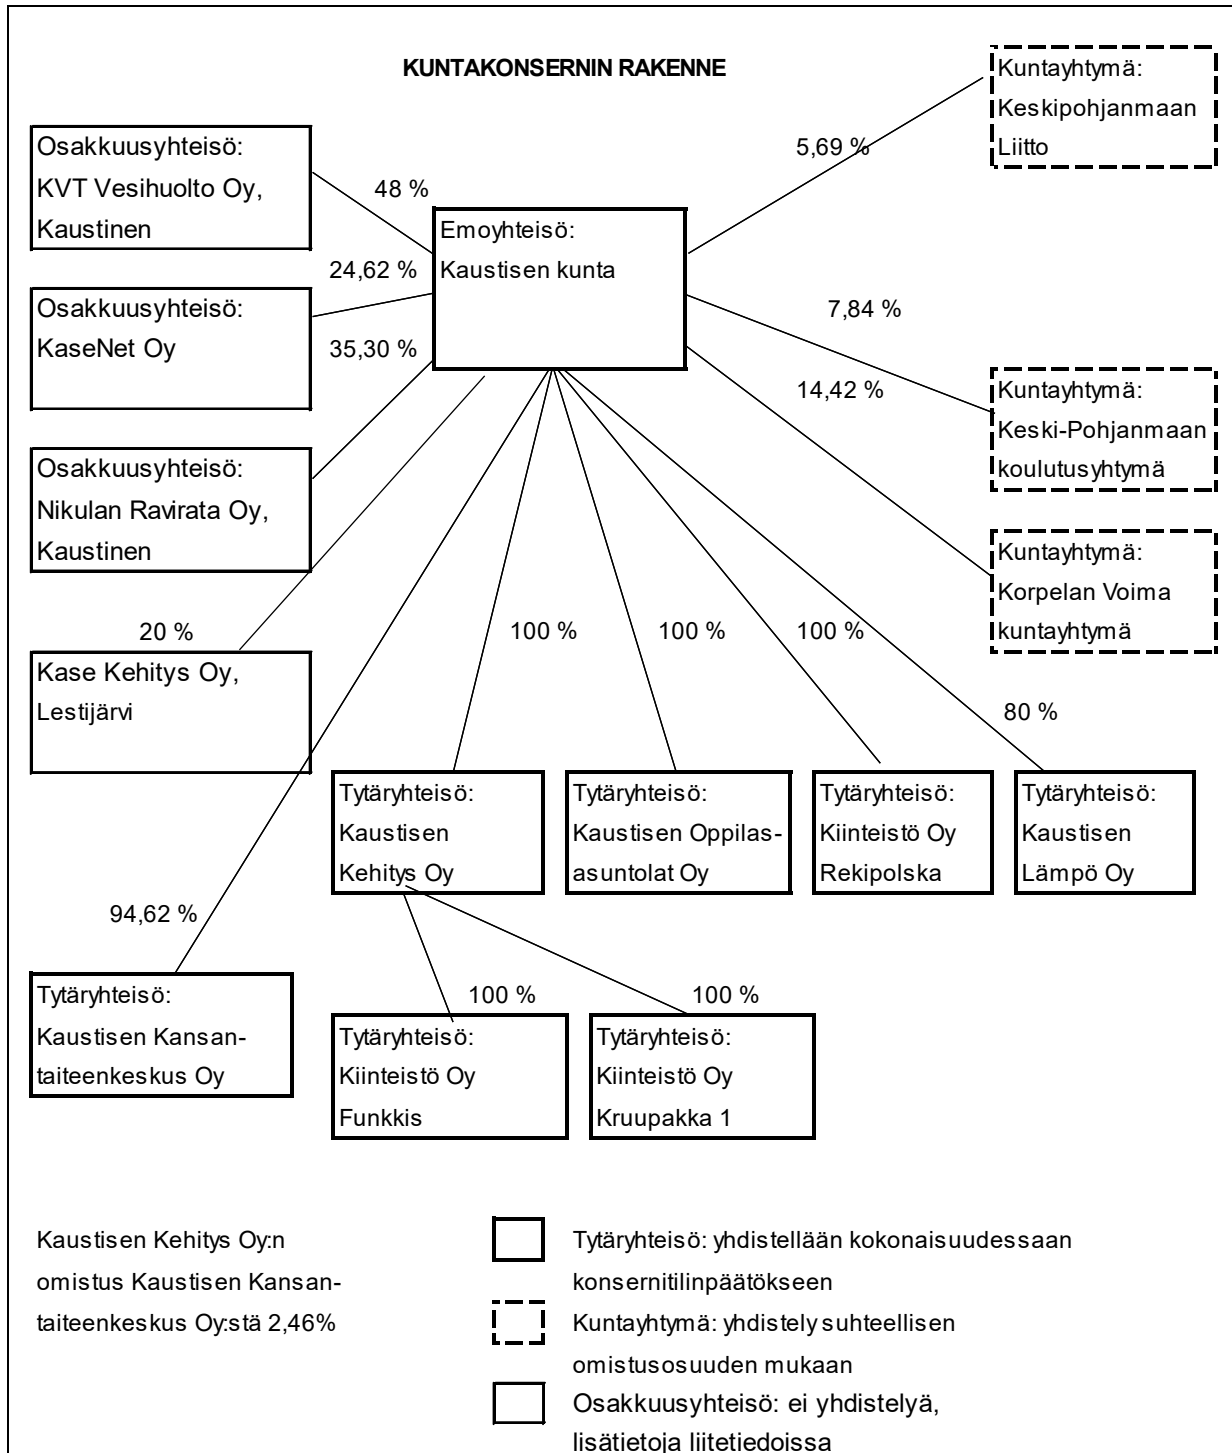 KUNTAKONSERNIN RAKENNE
Kuntayhtymä:
Keskipohjanmaan
Liitto
5,69 %
Osakkuusyhteisö:
KVT Vesihuolto Oy,
Kaustinen
48 %
Emoyhteisö:
Kaustisen kunta
24,62 %
Osakkuusyhteisö:
KaseNet Oy
35,30 %
7,84 %
14,42 %
Kuntayhtymä:
Keski-Pohjanmaan
koulutusyhtymä
Osakkuusyhteisö:
Nikulan Ravirata Oy,
Kaustinen
Kuntayhtymä:
Korpelan Voima
kuntayhtymä
20 %
100 %
100 %
100 %
80 %
Kase Kehitys Oy,
Lestijärvi
Tytäryhteisö:
Kaustisen
Kehitys Oy
Tytäryhteisö:
Kaustisen Oppilas-
asuntolat Oy
Tytäryhteisö:
Kiinteistö Oy
Rekipolska
Tytäryhteisö:
Kaustisen
Lämpö Oy
94,62 %
Tytäryhteisö:
Kaustisen Kansan-
taiteenkeskus Oy
100 %
100 %
Tytäryhteisö:
Kiinteistö Oy
Funkkis
Tytäryhteisö:
Kiinteistö Oy
Kruupakka 1
Kaustisen Kehitys Oy:n
omistus Kaustisen Kansan-
taiteenkeskus Oy:stä 2,46%
Tytäryhteisö: yhdistellään kokonaisuudessaan
konsernitilinpäätökseen
Kuntayhtymä: yhdistely suhteellisen
omistusosuuden mukaan
Osakkuusyhteisö: ei yhdistelyä,
lisätietoja liitetiedoissa